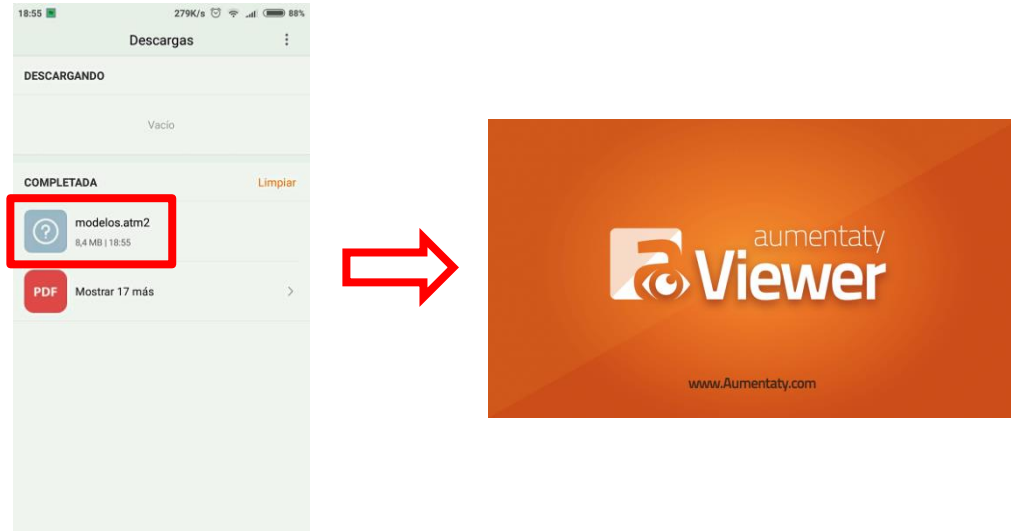 18:55 279K/s 88%
Descargas
DESCARGANDO
Vacío
COMPLETADA Limpiar
modelos.atm2
8,4 MB | 18:55
PDF Mostrar 17 más
aumentaty
a Viewer
www.Aumentaty.com